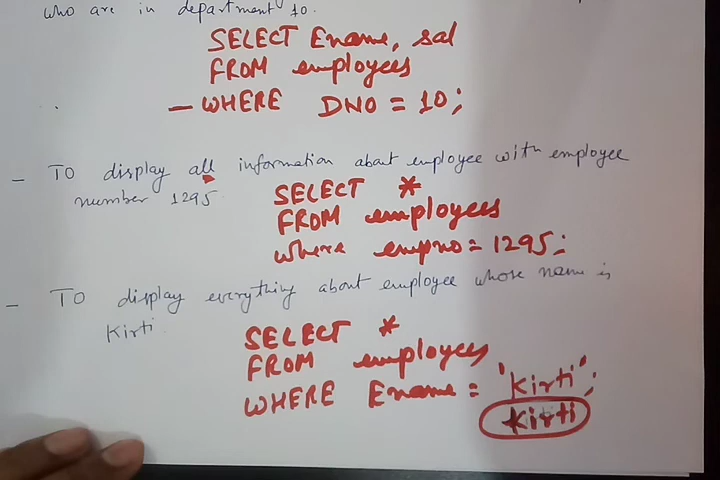 who are in department 10.
SELECT Ename, sal
FROM employees
- WHERE DNO = 10;
- TO display all information about employee with employee
number 1295
SELECT *
FROM employees
where empno = 1295;
- TO display everything about employee whose name is
Kirti.
SELECT *
FROM employees
WHERE Ename = 'Kirti';
Kirti